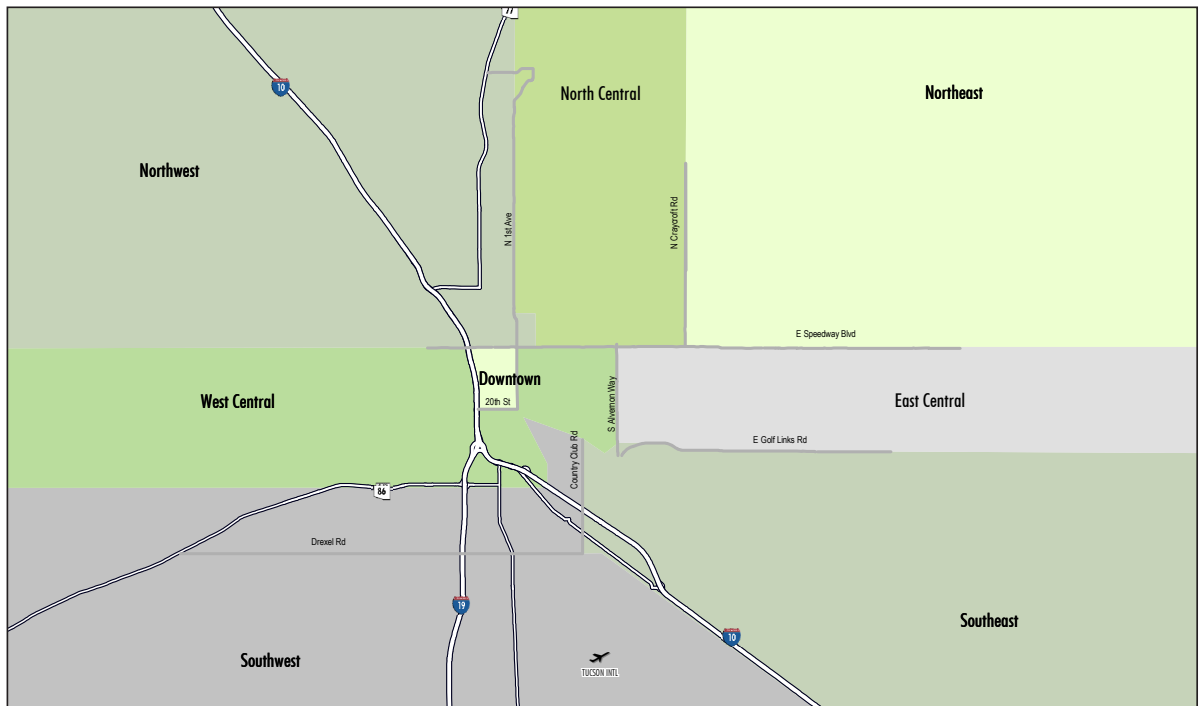 77
10
North Central
Northeast
Northwest
N 1st Ave
N Craycroft Rd
E Speedway Blvd
Downtown
20th St
West Central
S Alvernon Way
East Central
Country Club Rd
E Golf Links Rd
86
Drexel Rd
19
10
Southeast
Southwest
TUCSON INTL